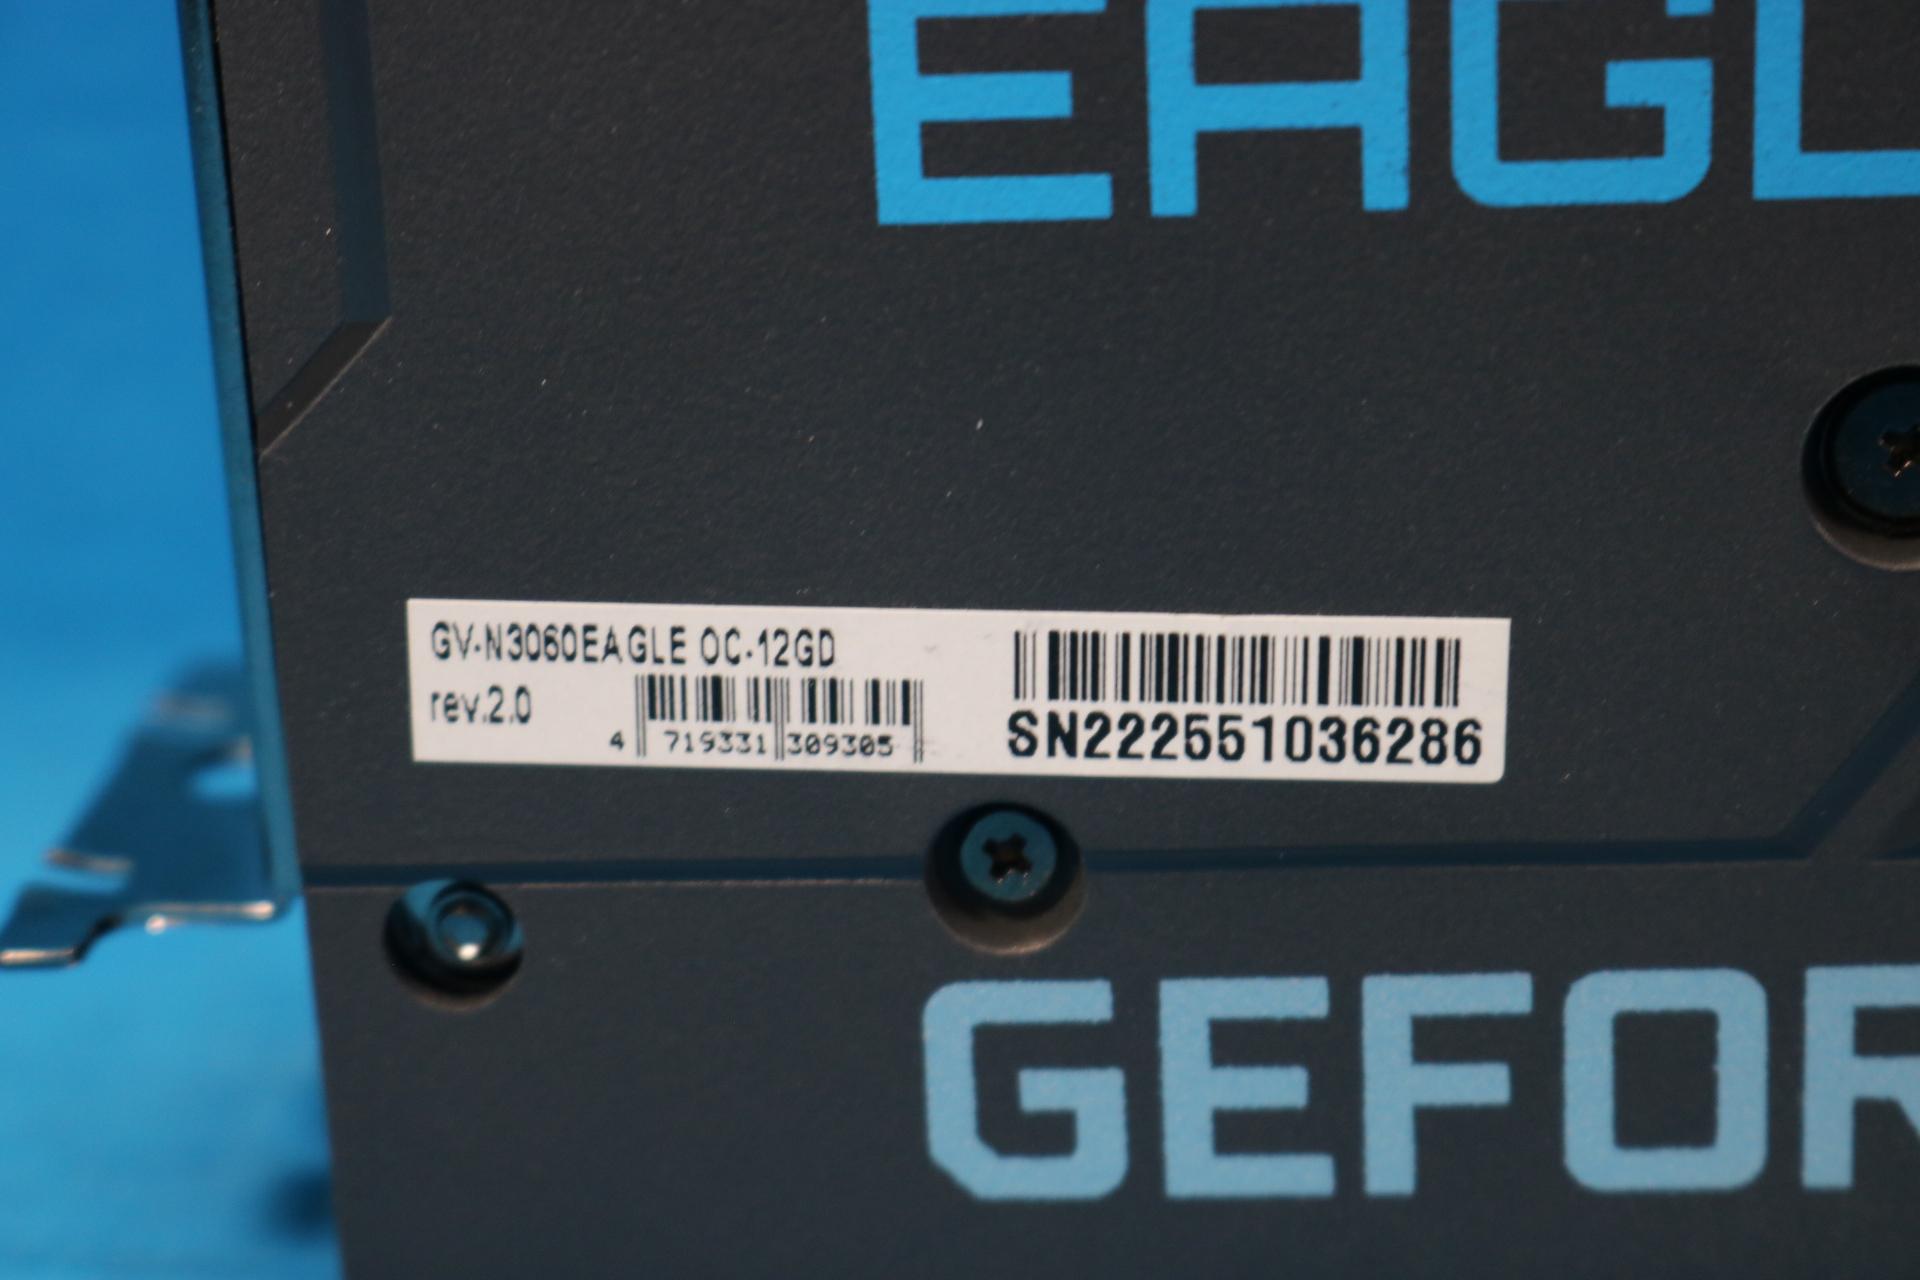 EAGL
GV-N3060EAGLE OC-12GD
rev.2.0
4 719331 309305
SN222551036286
GEFOR